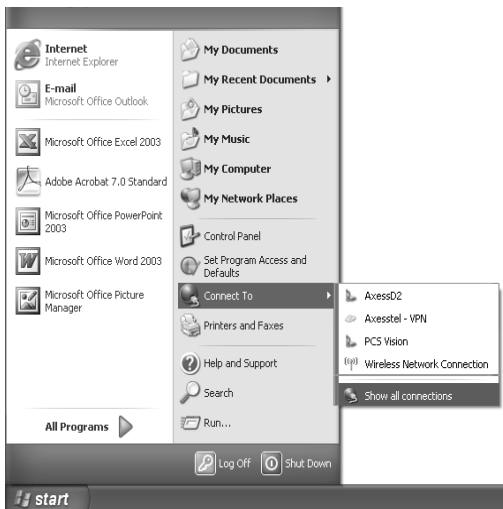 Internet
Internet Explorer
E-mail
Microsoft Office Outlook
Microsoft Office Excel 2003
Adobe Acrobat 7.0 Standard
Microsoft Office PowerPoint
2003
Microsoft Office Word 2003
Microsoft Office Picture
Manager
All Programs
My Documents
My Recent Documents
My Pictures
My Music
My Computer
My Network Places
Control Panel
Set Program Access and
Defaults
Connect To
Printers and Faxes
Help and Support
Search
Run...
AxessD2
Axesstel - VPN
PCS Vision
Wireless Network Connection
Show all connections
Log Off
Shut Down
start